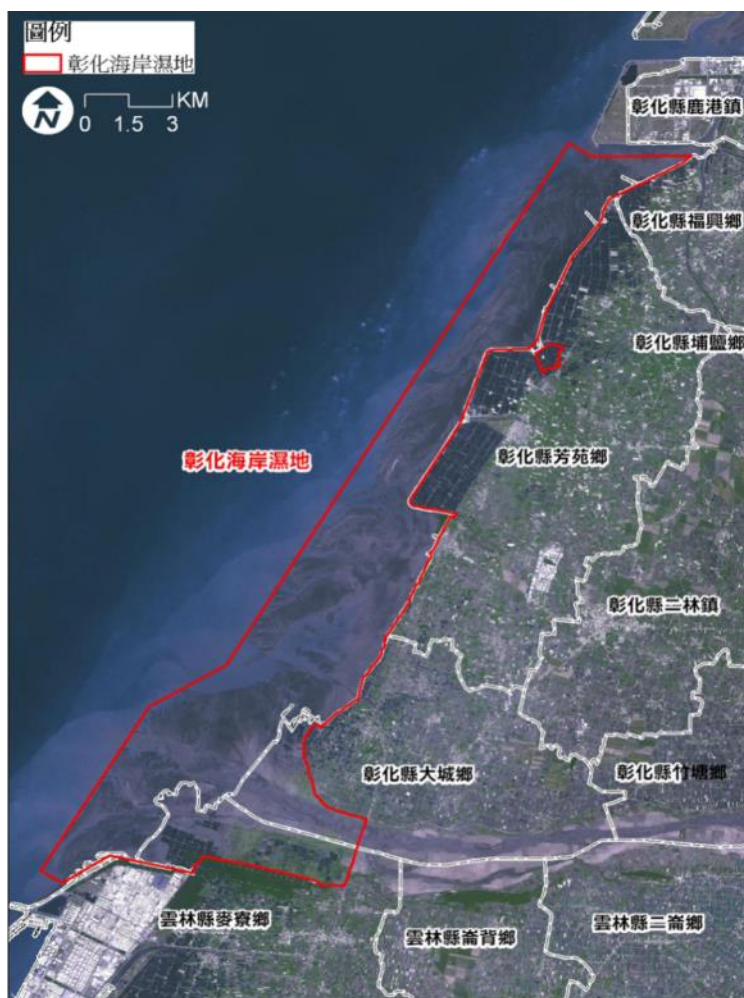 圖例
彰化海岸濕地
N
KM
0 1.5 3
彰化縣鹿港鎮
彰化縣福興鄉
彰化縣埔鹽鄉
彰化海岸濕地
彰化縣芳苑鄉
彰化縣二林鎮
彰化縣大城鄉
彰化縣竹塘鄉
雲林縣麥寮鄉
雲林縣崙背鄉
雲林縣二崙鄉